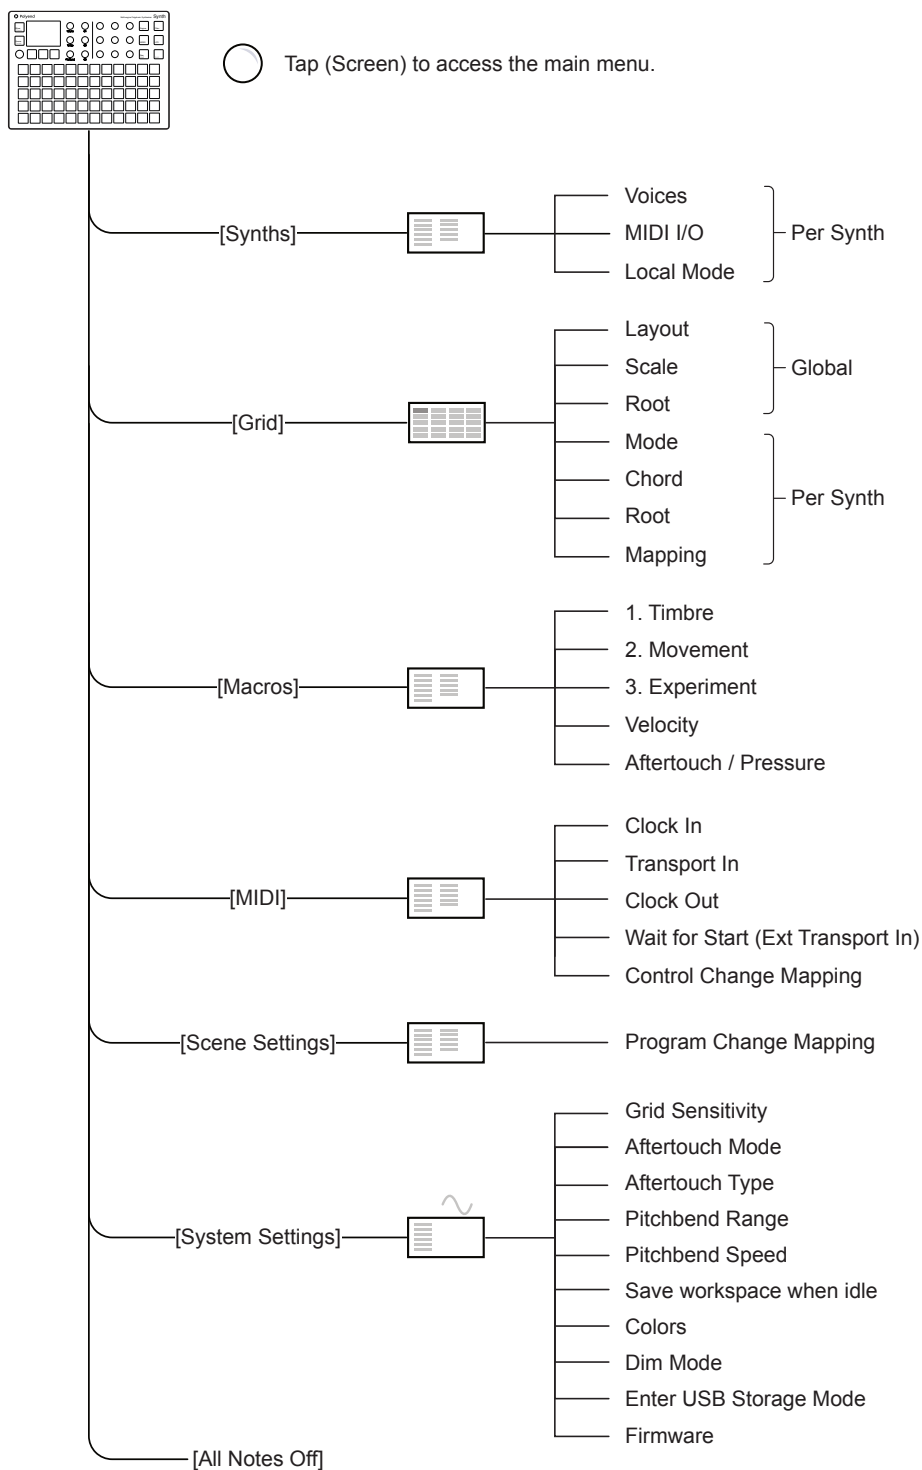 Polyend
Synth
Tap (Screen) to access the main menu.
[Synths]
Voices
MIDI I/O
Local Mode
Per Synth
[Grid]
Layout
Scale
Root
Global
Mode
Chord
Root
Mapping
Per Synth
[Macros]
1. Timbre
2. Movement
3. Experiment
Velocity
Aftertouch / Pressure
[MIDI]
Clock In
Transport In
Clock Out
Wait for Start (Ext Transport In)
Control Change Mapping
[Scene Settings]
Program Change Mapping
[System Settings]
Grid Sensitivity
Aftertouch Mode
Aftertouch Type
Pitchbend Range
Pitchbend Speed
Save workspace when idle
Colors
Dim Mode
Enter USB Storage Mode
Firmware
[All Notes Off]